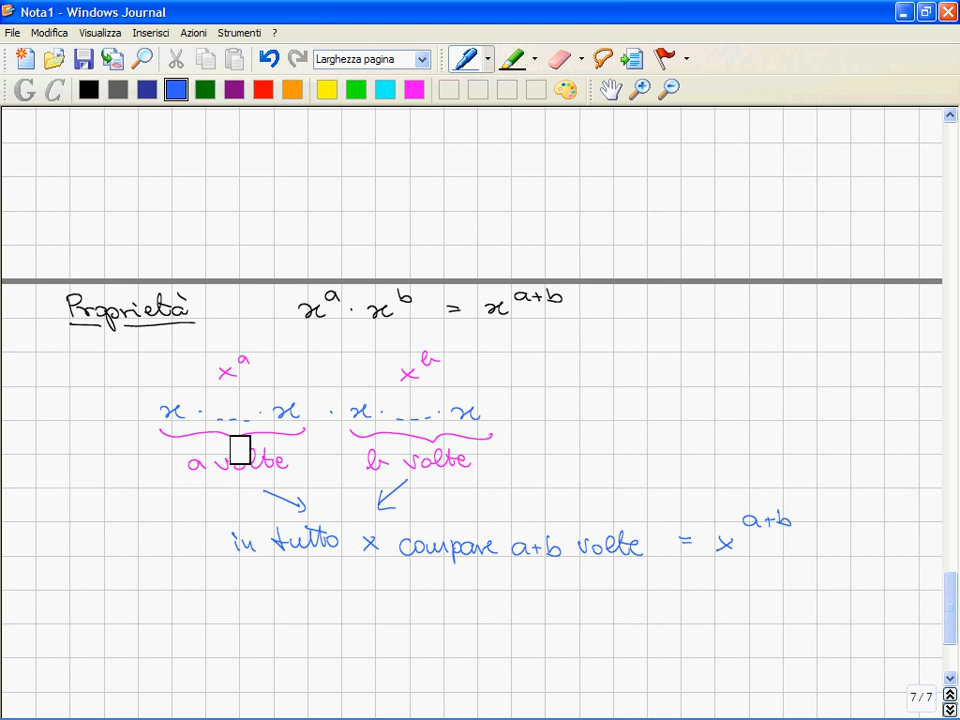 Nota1 - Windows Journal
File Modifica Visualizza Inserisci Azioni Strumenti ?
Larghezza pagina
G C
Proprietà x^a · x^b = x^{a+b}
x^a x^b
x · ... · x · x · ... · x
a volte b volte
in tutto x compare a+b volte = x^{a+b}
7 / 7